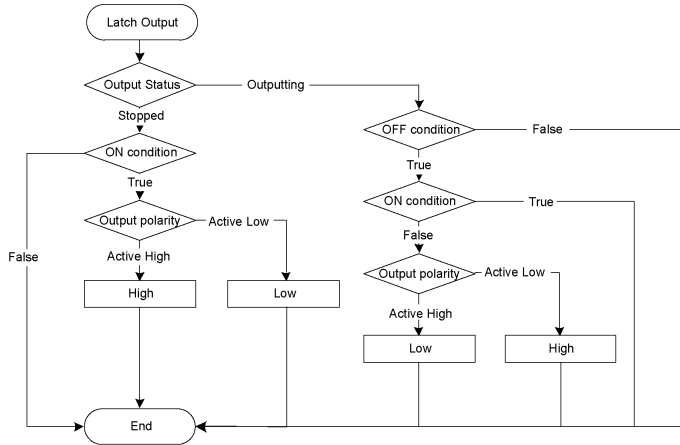 Latch Output
Output Status
Outputting
Stopped
OFF condition
False
ON condition
True
True
ON condition
True
Output polarity
Active Low
False
False
Active High
Output polarity
Active Low
High
Low
Active High
Low
High
End